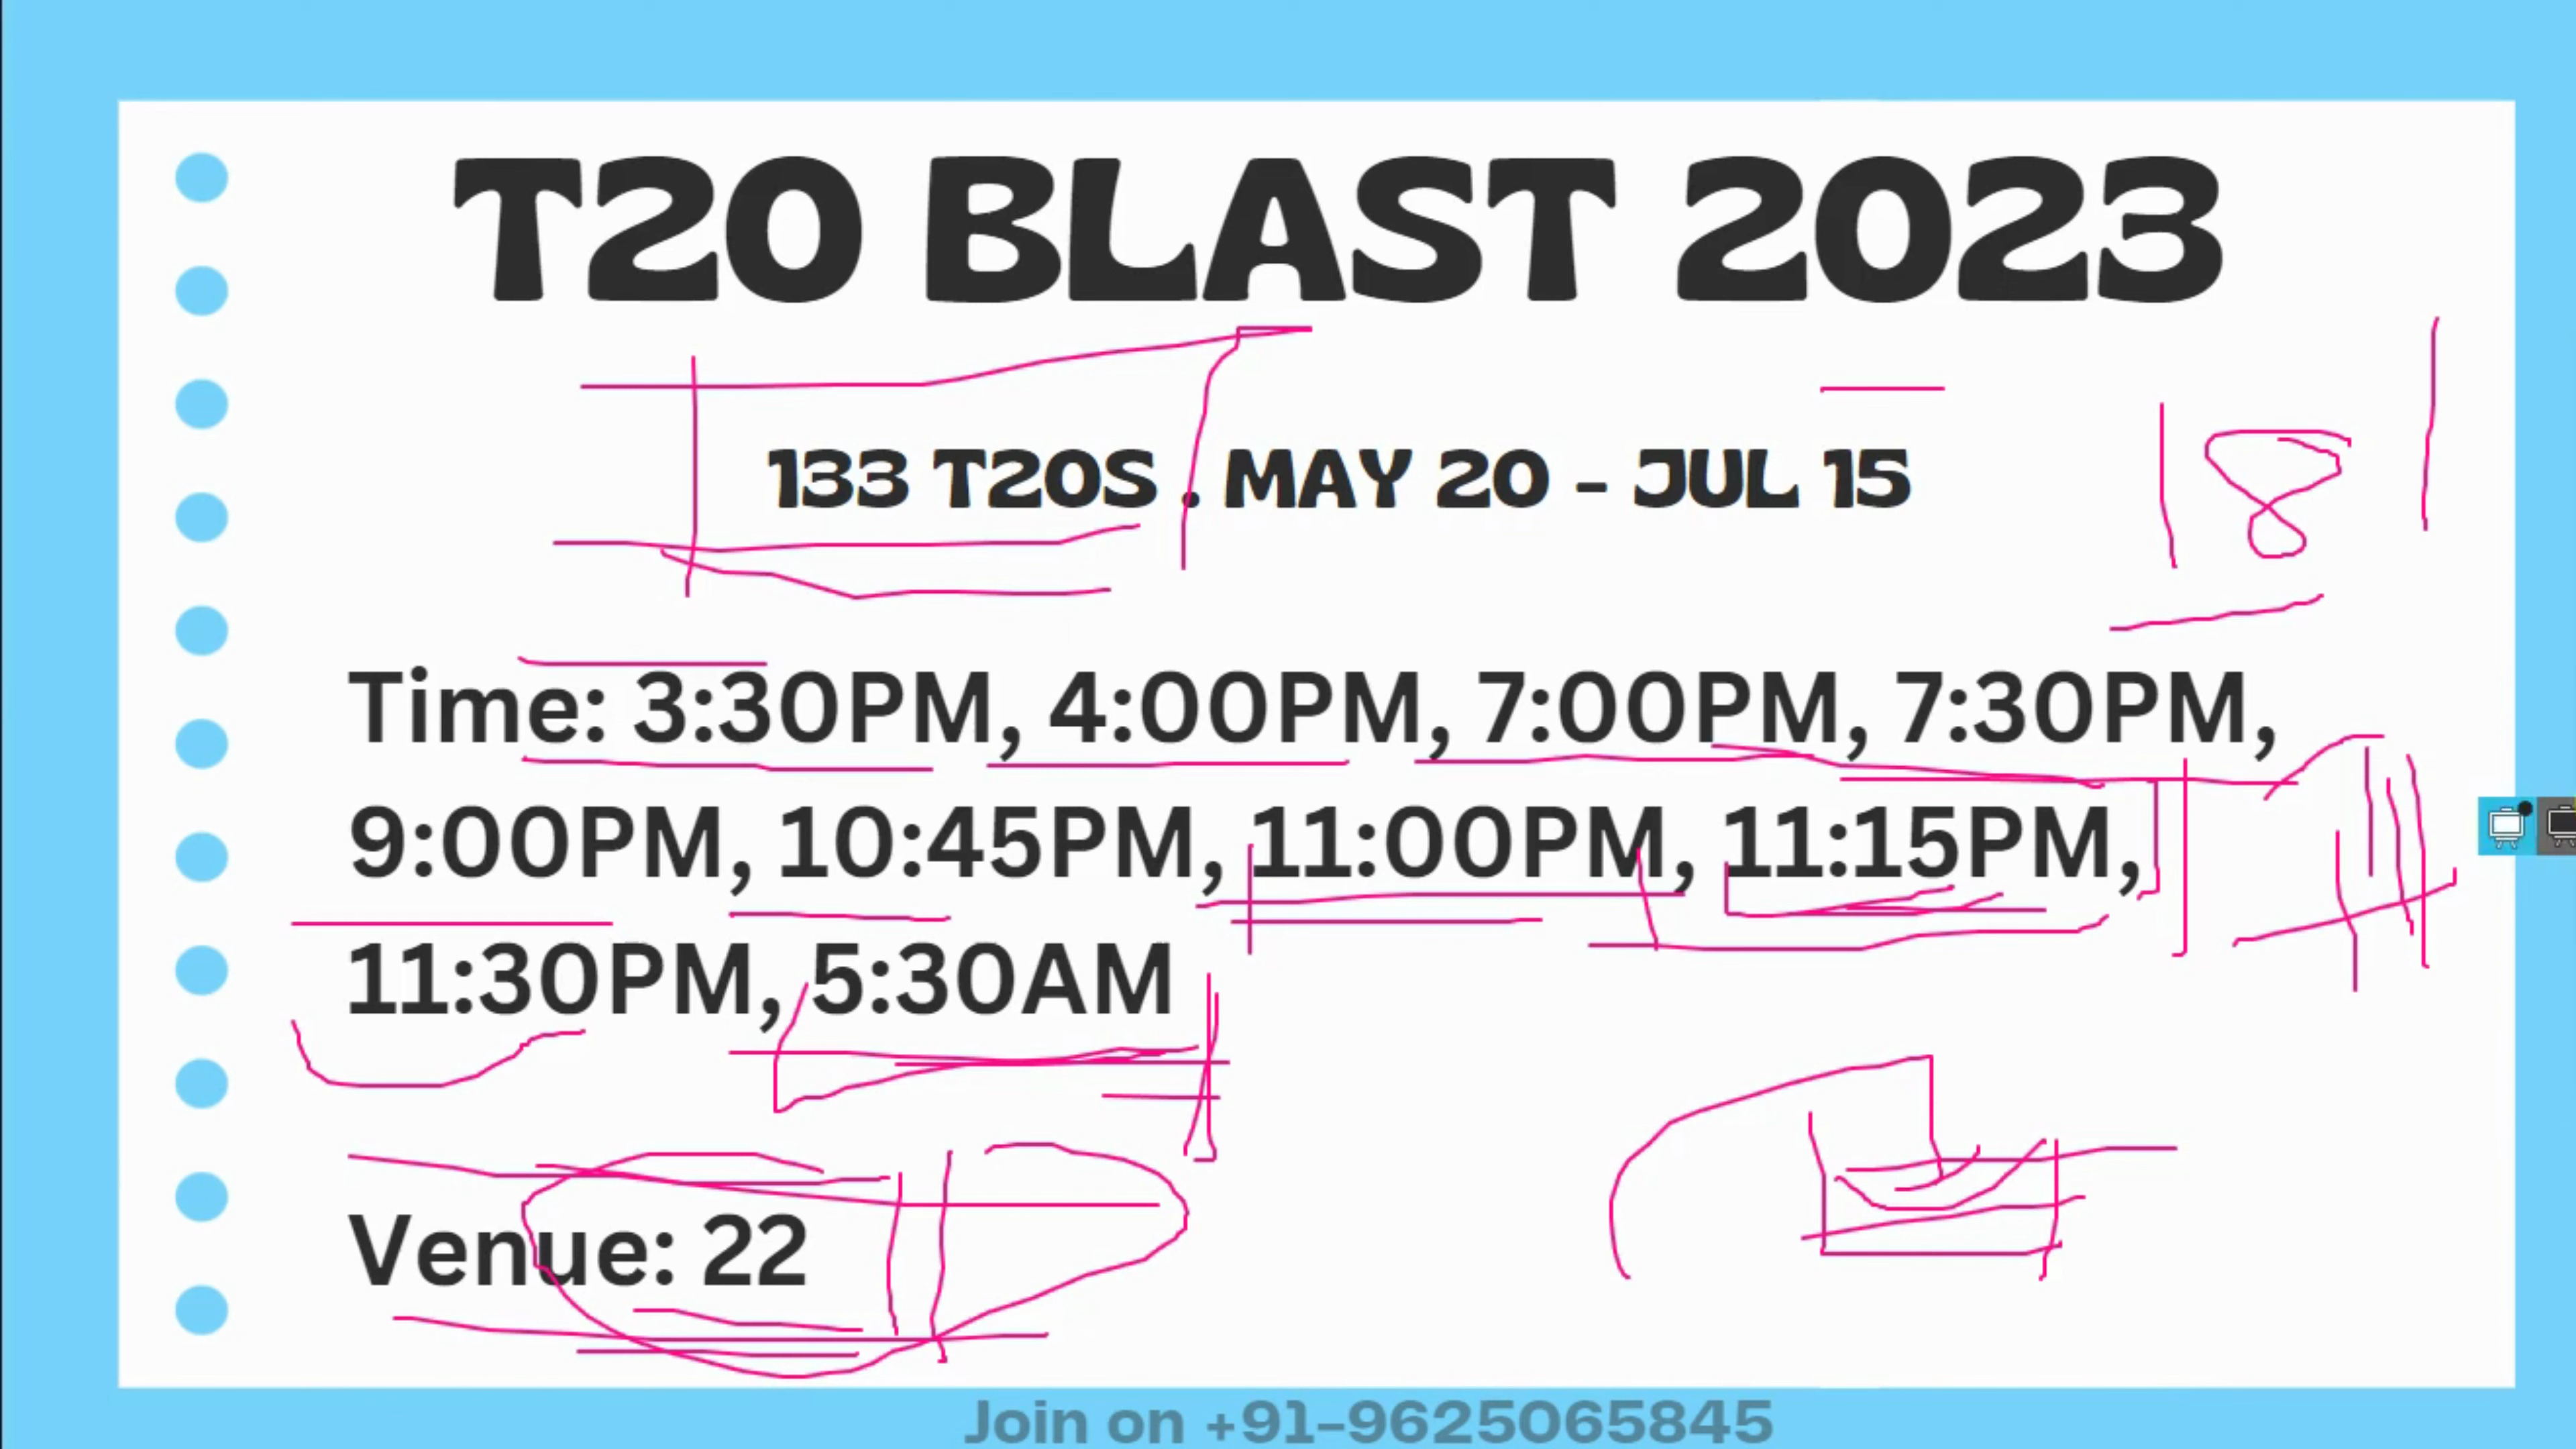 T20 BLAST 2023
133 T20S . MAY 20 - JUL 15
18
Time: 3:30PM, 4:00PM, 7:00PM, 7:30PM,
9:00PM, 10:45PM, 11:00PM, 11:15PM,
11:30PM, 5:30AM
Venue: 22
Join on +91-9625065845